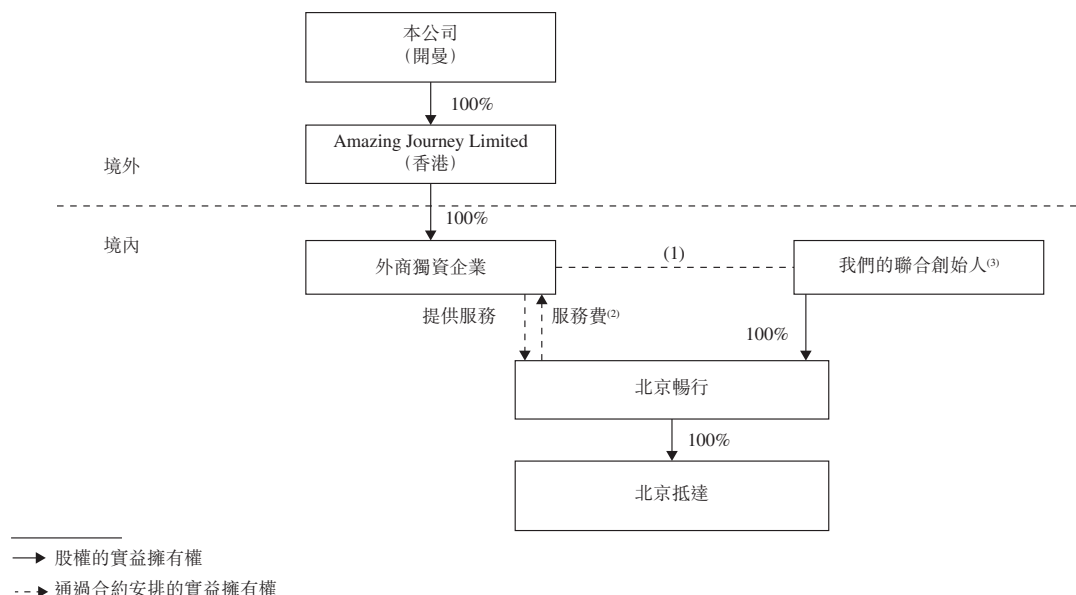 本公司
（開曼）
100%
Amazing Journey Limited
（香港）
境外
100%
境內
外商獨資企業
(1)
我們的聯合創始人(3)
提供服務
服務費(2)
100%
北京暢行
100%
北京抵達
股權的實益擁有權
通過合約安排的實益擁有權